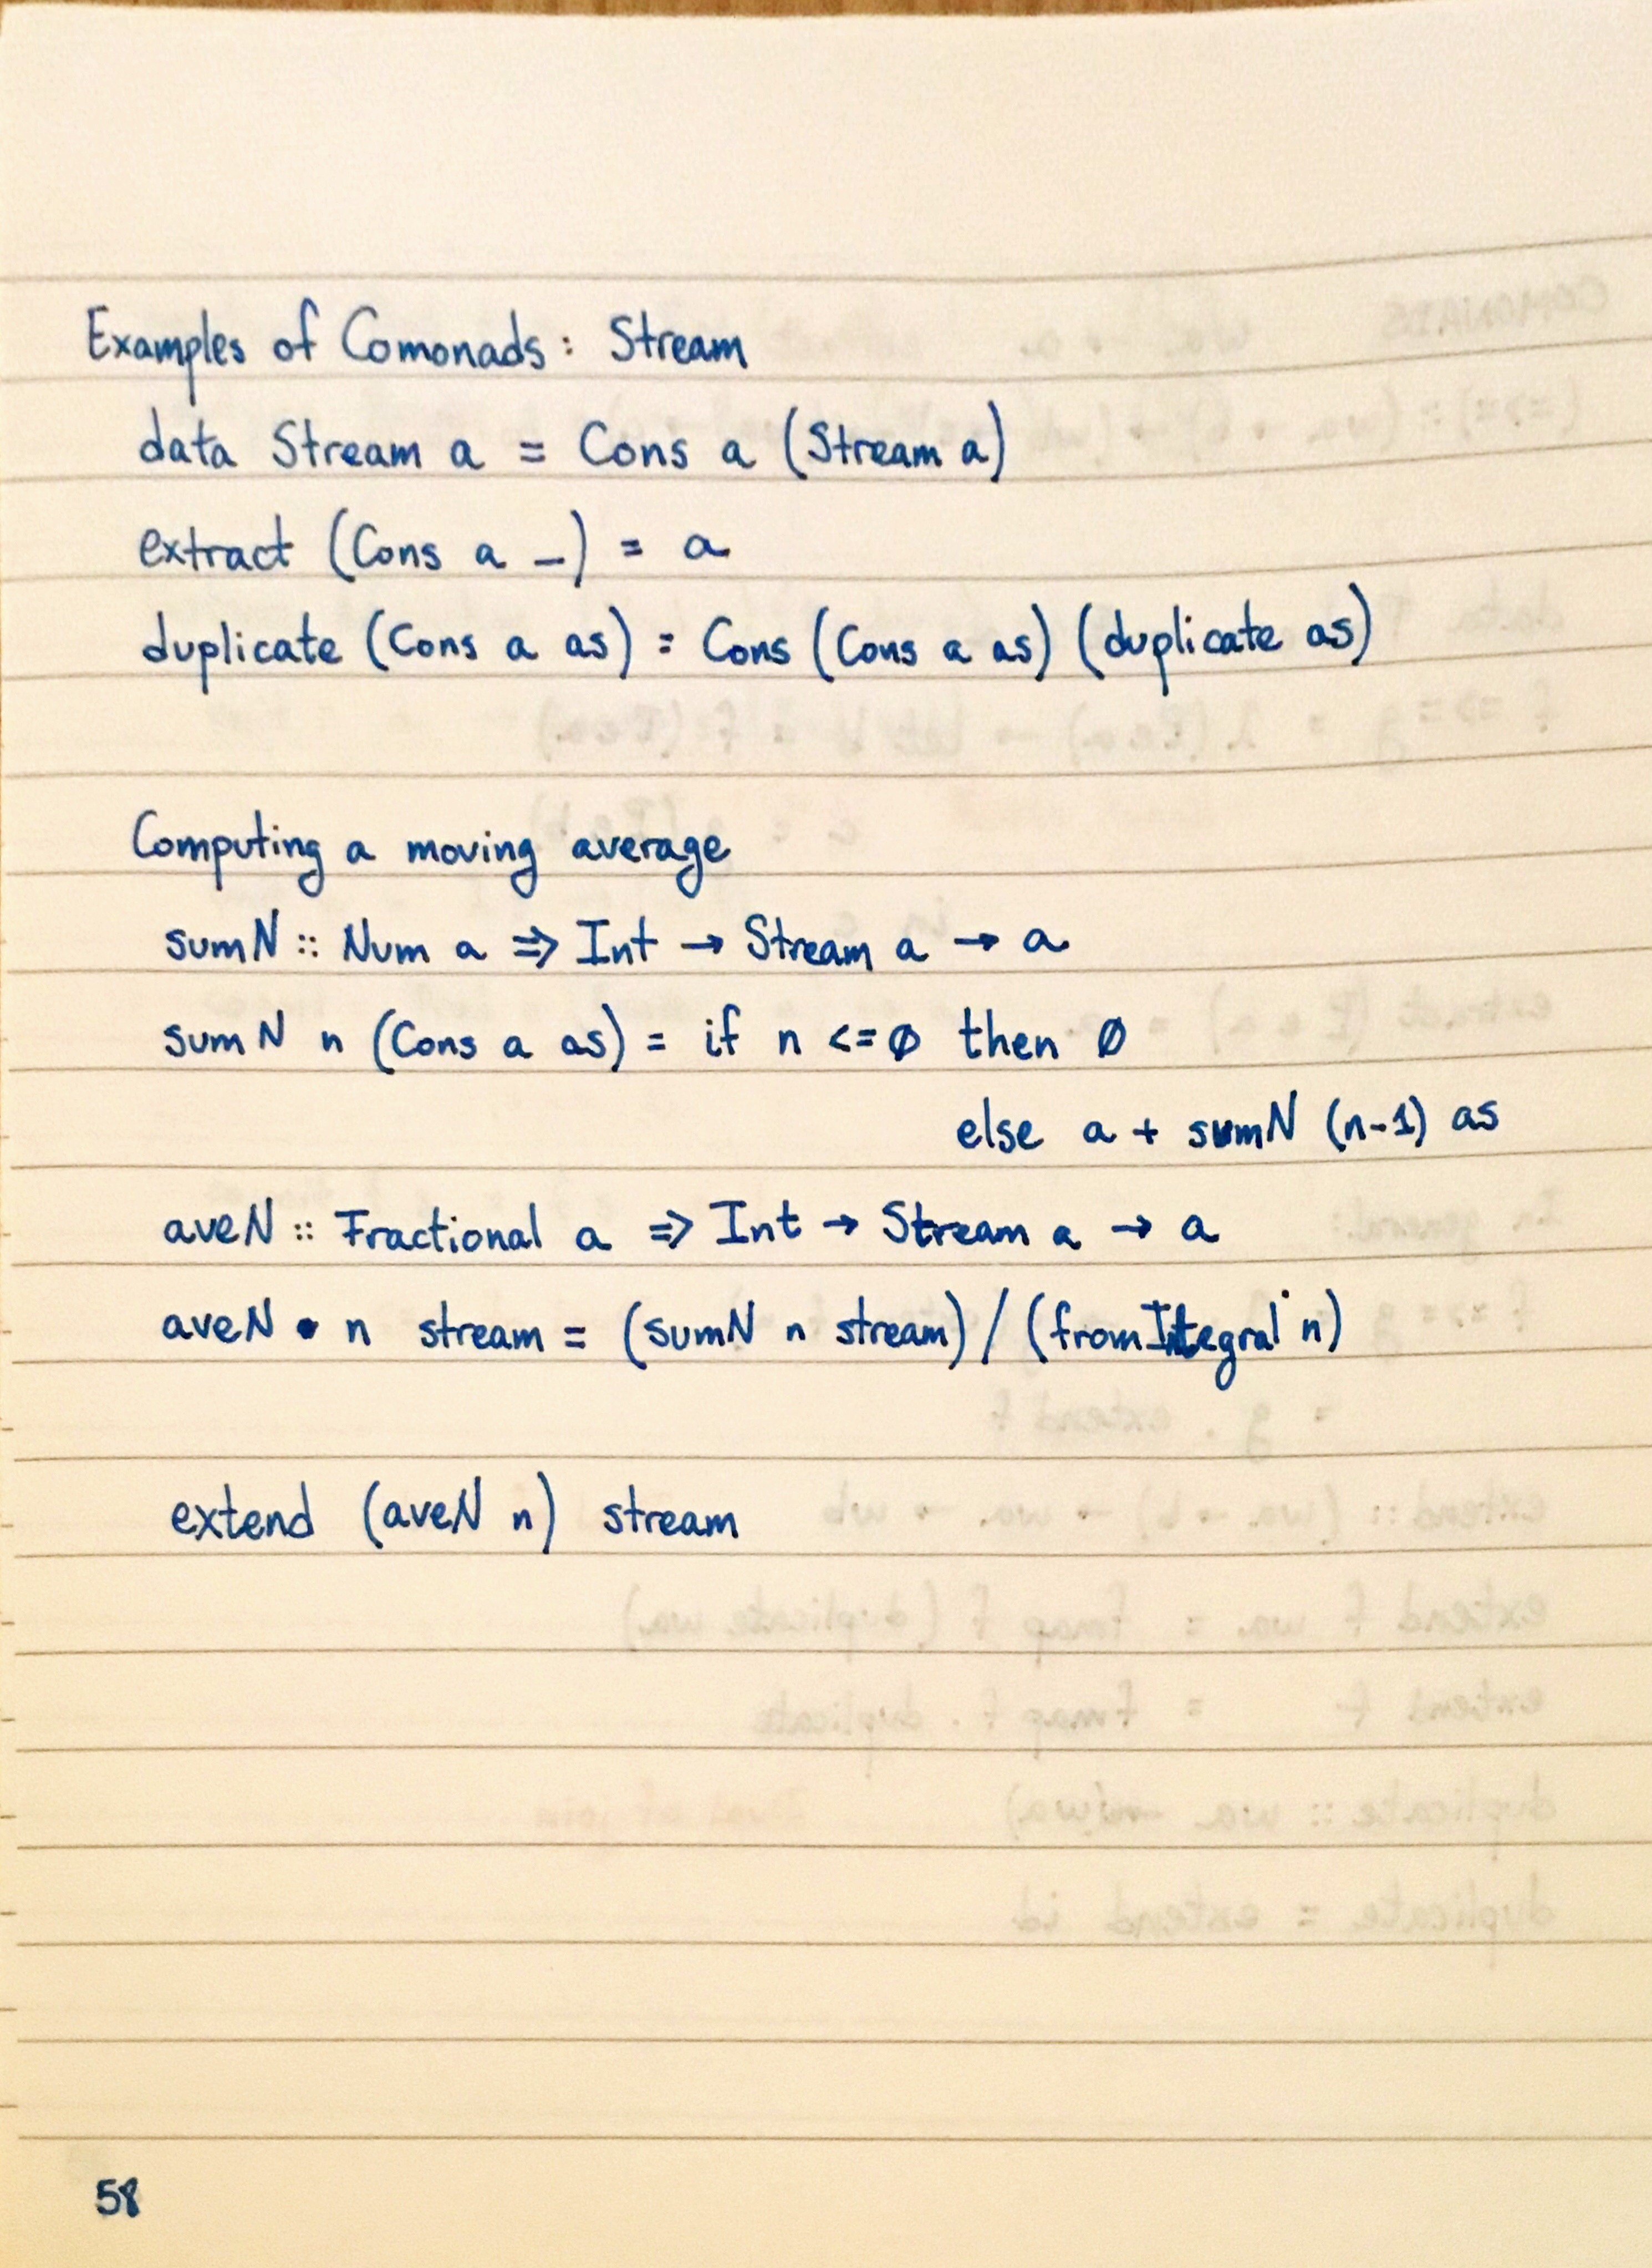 Examples of Comonads: Stream
data Stream a = Cons a (Stream a)
extract (Cons a _) = a
duplicate (Cons a as) = Cons (Cons a as) (duplicate as)
Computing a moving average
sumN :: Num a => Int → Stream a → a
sumN n (Cons a as) = if n <= 0 then 0
else a + sumN (n-1) as
aveN :: Fractional a => Int → Stream a → a
aveN n stream = (sumN n stream) / (fromIntegral n)
extend (aveN n) stream
58